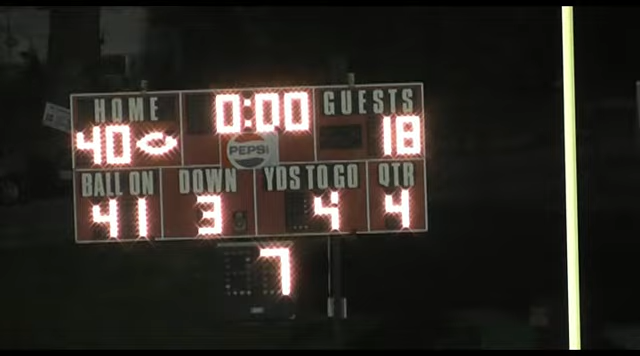 HOME 0:00 GUESTS
40 18
PEPSI
BALL ON DOWN YDS TO GO QTR
41 3 4 4
7